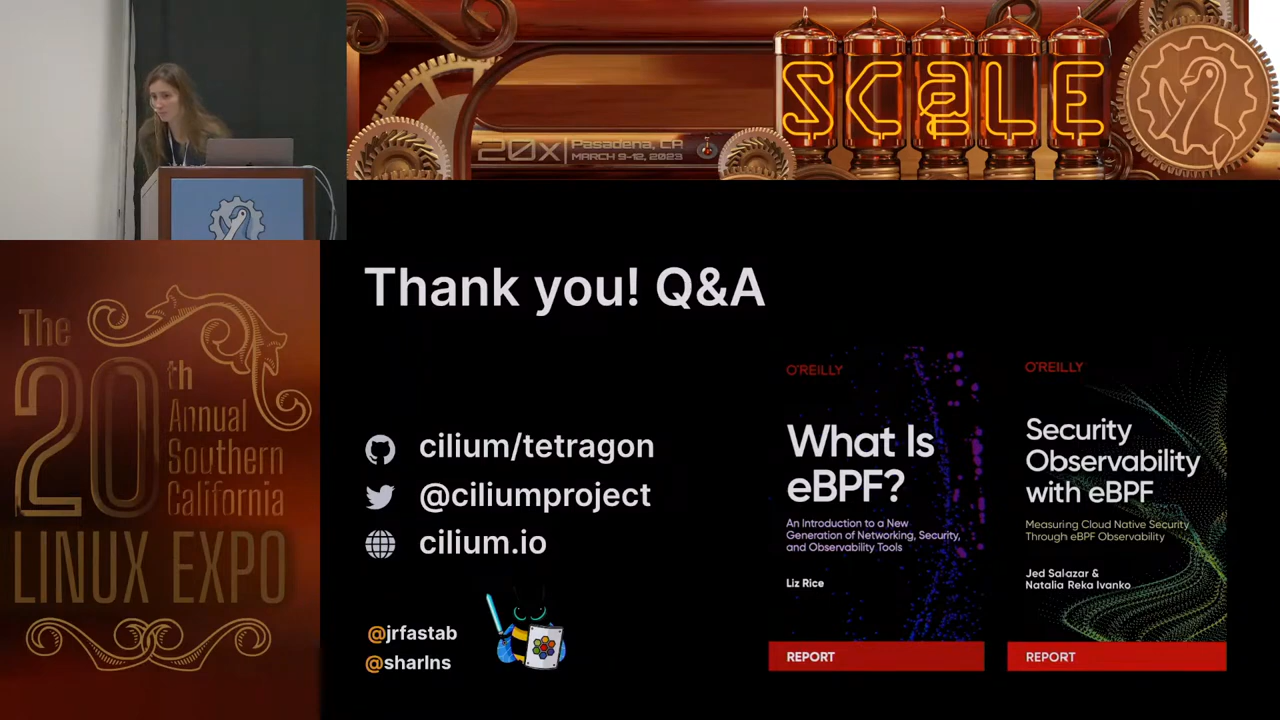 SCaLE
20x
Pasadena, CA
MARCH 9-12, 2023
The
20th
Annual
Southern
California
LINUX EXPO
Thank you! Q&A
cilium/tetragon
@ciliumproject
cilium.io
@jrfastab
@sharlns
O'REILLY
What Is
eBPF?
An Introduction to a New
Generation of Networking, Security,
and Observability Tools
Liz Rice
REPORT
O'REILLY
Security
Observability
with eBPF
Measuring Cloud Native Security
Through eBPF Observability
Jed Salazar &
Natalia Reka Ivanko
REPORT